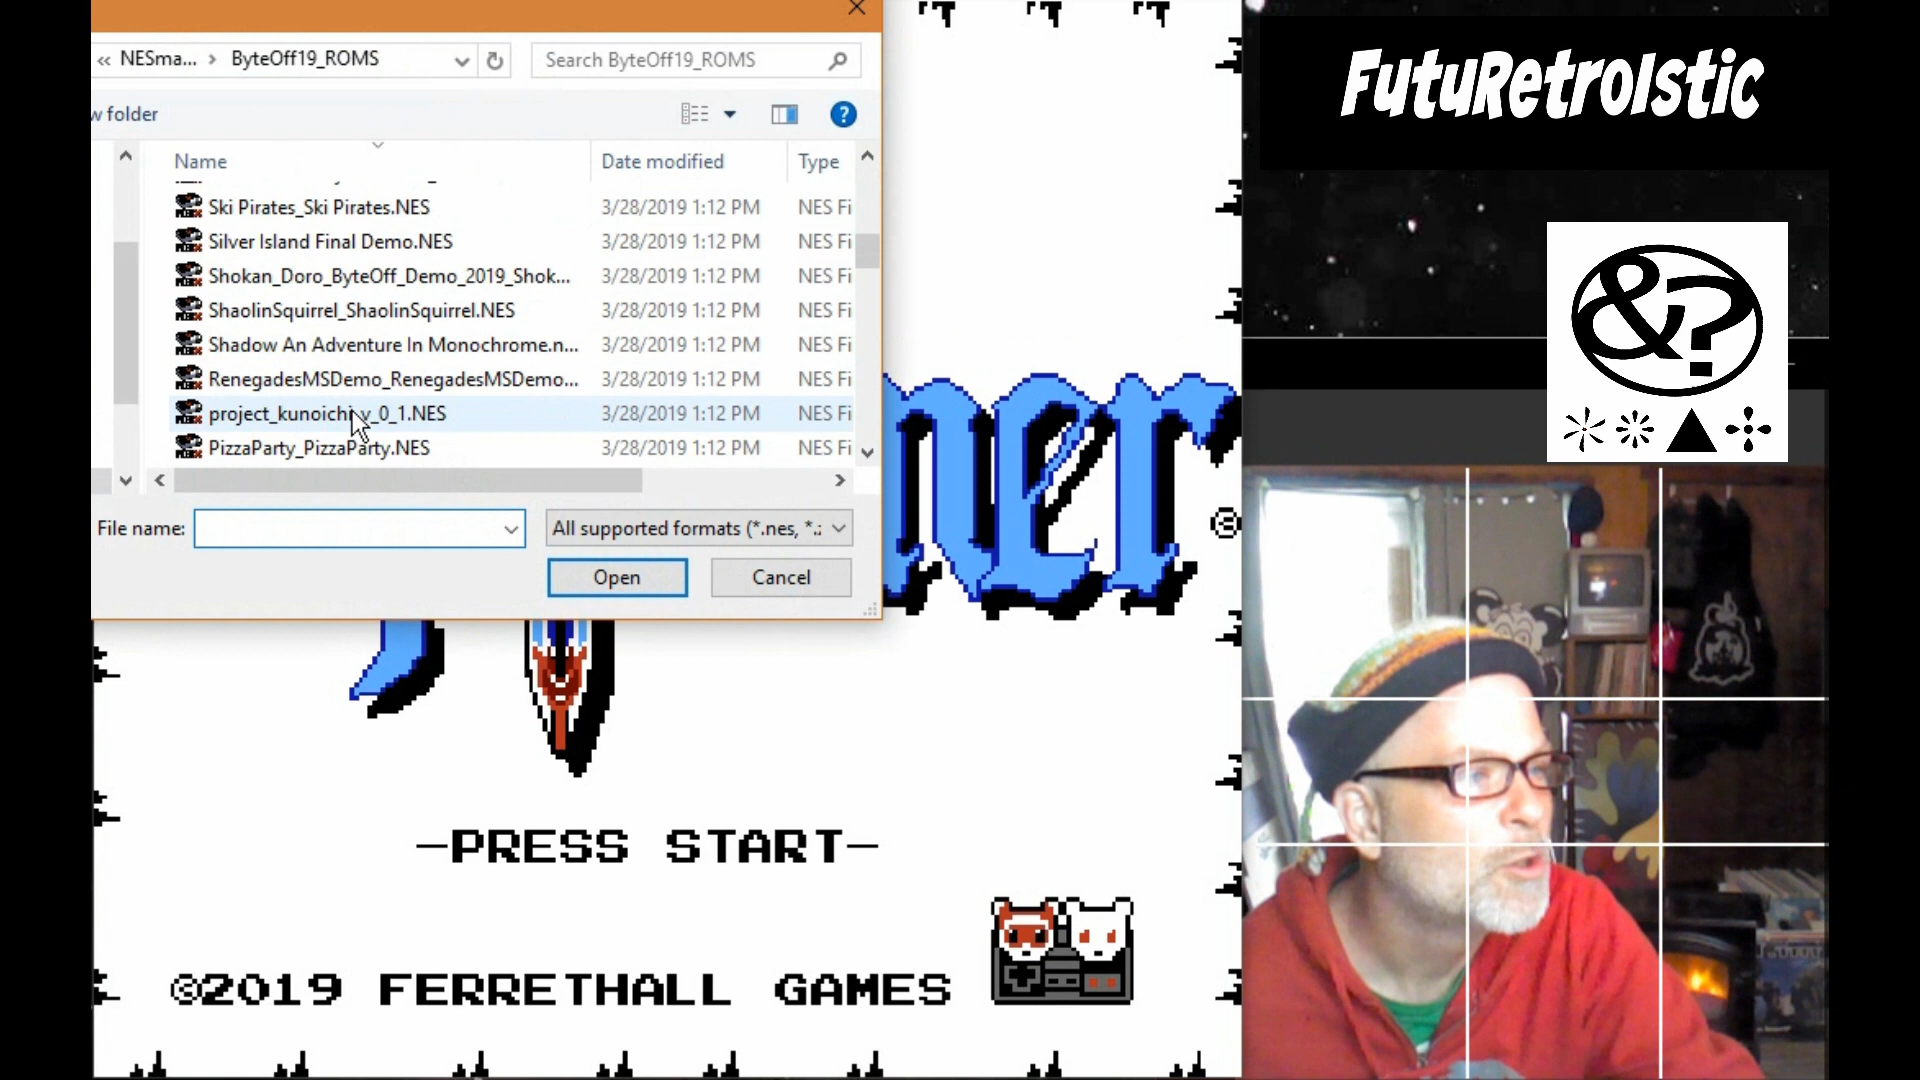 « NESma... > ByteOff19_ROMS
Search ByteOff19_ROMS
w folder
?
Name Date modified Type
Ski Pirates_Ski Pirates.NES 3/28/2019 1:12 PM NES Fi
Silver Island Final Demo.NES 3/28/2019 1:12 PM NES Fi
Shokan_Doro_ByteOff_Demo_2019_Shok... 3/28/2019 1:12 PM NES Fi
ShaolinSquirrel_ShaolinSquirrel.NES 3/28/2019 1:12 PM NES Fi
Shadow An Adventure In Monochrome.n... 3/28/2019 1:12 PM NES Fi
RenegadesMSDemo_RenegadesMSDemo... 3/28/2019 1:12 PM NES Fi
project_kunoichi_v_0_1.NES 3/28/2019 1:12 PM NES Fi
PizzaParty_PizzaParty.NES 3/28/2019 1:12 PM NES Fi
File name:
All supported formats (*.nes, *.z
Open Cancel
ner
-PRESS START-
©2019 FERRETHALL GAMES
FutuRetroIstic
&?